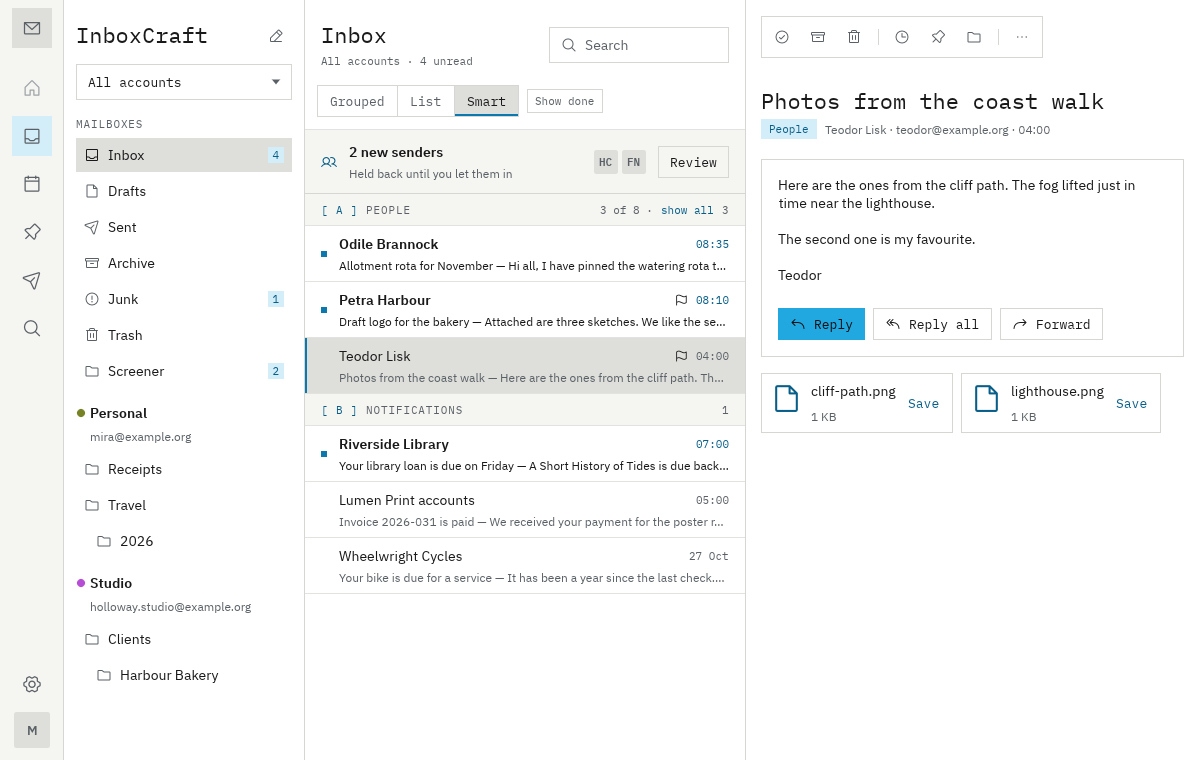 InboxCraft
All accounts
MAILBOXES
Inbox 4
Drafts
Sent
Archive
Junk 1
Trash
Screener 2
Personal
mira@example.org
Receipts
Travel
2026
Studio
holloway.studio@example.org
Clients
Harbour Bakery
M
Inbox
All accounts · 4 unread
Search
Grouped List Smart Show done
2 new senders
Held back until you let them in
HC FN Review
[ A ] PEOPLE 3 of 8 · show all 3
Odile Brannock 08:35
Allotment rota for November — Hi all, I have pinned the watering rota t…
Petra Harbour 08:10
Draft logo for the bakery — Attached are three sketches. We like the se…
Teodor Lisk 04:00
Photos from the coast walk — Here are the ones from the cliff path. Th…
[ B ] NOTIFICATIONS 1
Riverside Library 07:00
Your library loan is due on Friday — A Short History of Tides is due back…
Lumen Print accounts 05:00
Invoice 2026-031 is paid — We received your payment for the poster r…
Wheelwright Cycles 27 Oct
Your bike is due for a service — It has been a year since the last check.…
Photos from the coast walk
People Teodor Lisk · teodor@example.org · 04:00
Here are the ones from the cliff path. The fog lifted just in
time near the lighthouse.
The second one is my favourite.
Teodor
Reply Reply all Forward
cliff-path.png
1 KB
Save
lighthouse.png
1 KB
Save